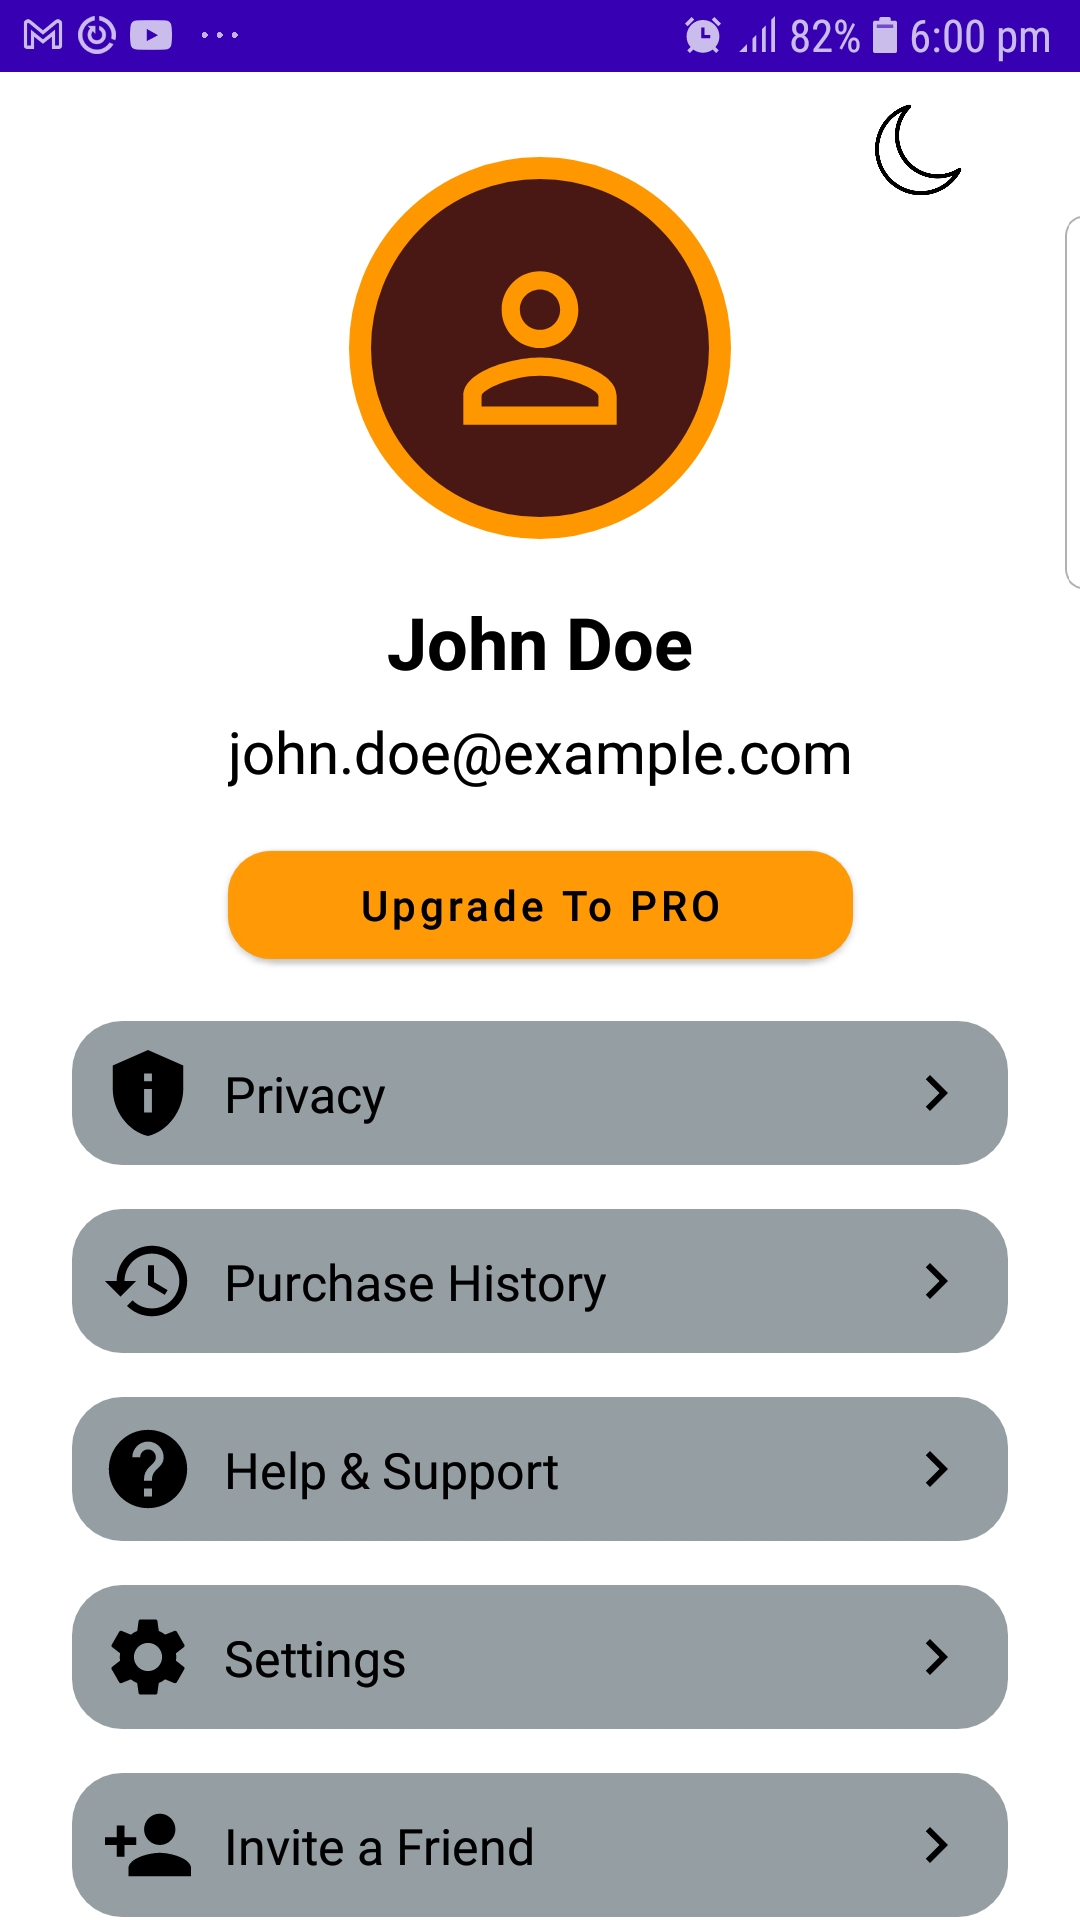 82% 6:00 pm
John Doe
john.doe@example.com
Upgrade To PRO
Privacy
Purchase History
Help & Support
Settings
Invite a Friend